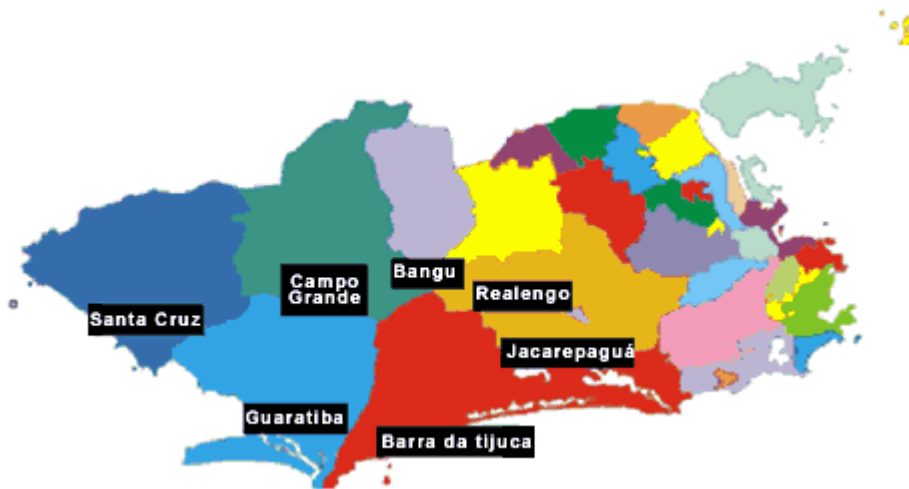 Bangu
Campo
Grande
Realengo
Santa Cruz
Jacarepaguá
Guaratiba
Barra da tijuca